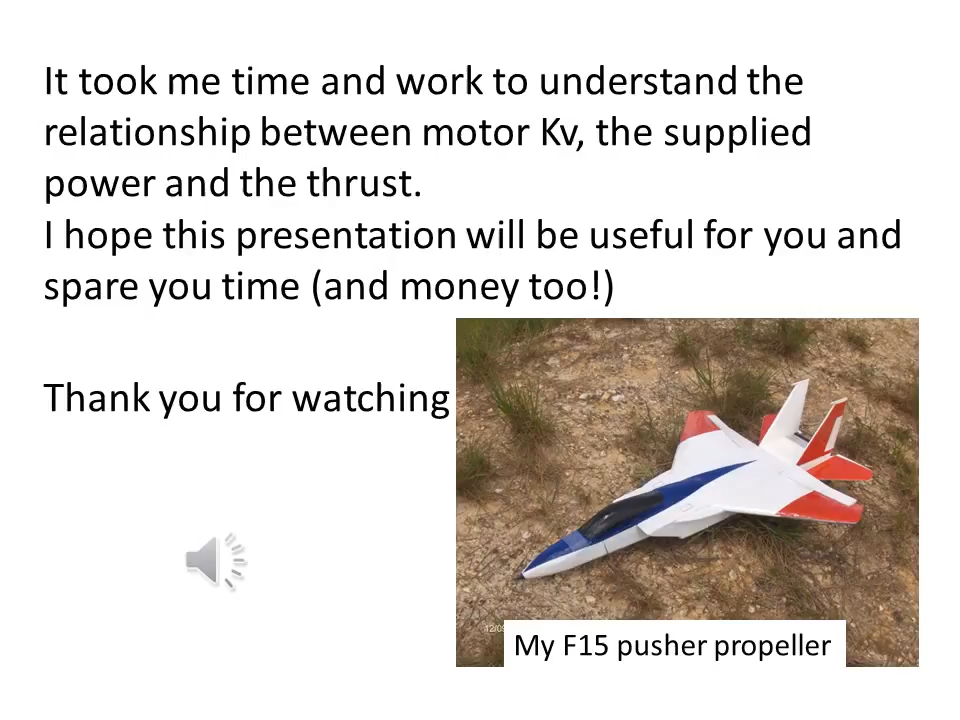 It took me time and work to understand the
relationship between motor Kv, the supplied
power and the thrust.
I hope this presentation will be useful for you and
spare you time (and money too!)
Thank you for watching
My F15 pusher propeller